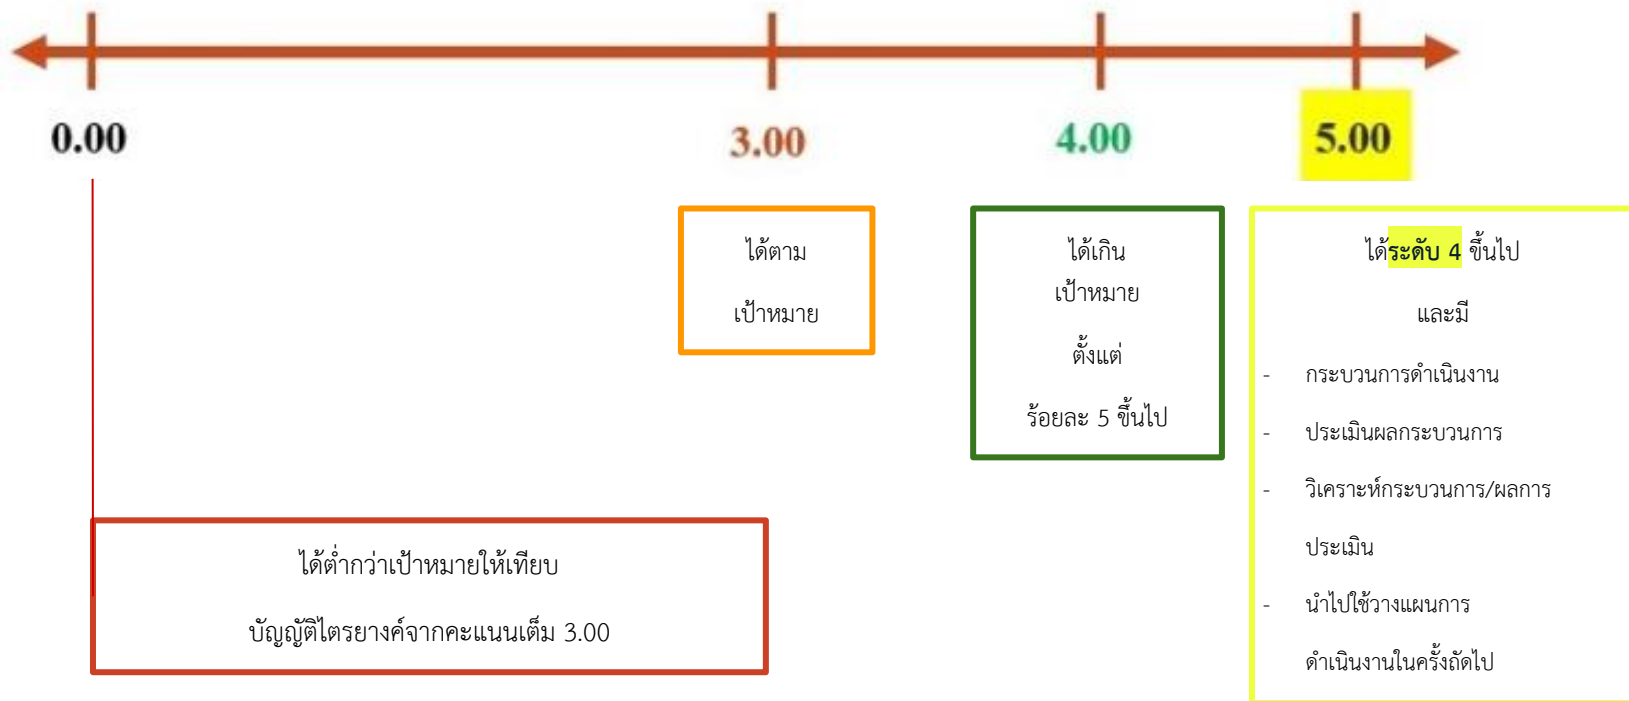 0.00
3.00
4.00
5.00
ได้ตาม
เป้าหมาย
ได้เกิน
เป้าหมาย
ตั้งแต่
ร้อยละ 5 ขึ้นไป
ได้ระดับ 4 ขึ้นไป
และมี
- กระบวนการดำเนินงาน
- ประเมินผลกระบวนการ
- วิเคราะห์กระบวนการ/ผลการ
ประเมิน
- นำไปใช้วางแผนการ
ดำเนินงานในครั้งถัดไป
ได้ต่ำกว่าเป้าหมายให้เทียบ
บัญญัติไตรยางค์จากคะแนนเต็ม 3.00